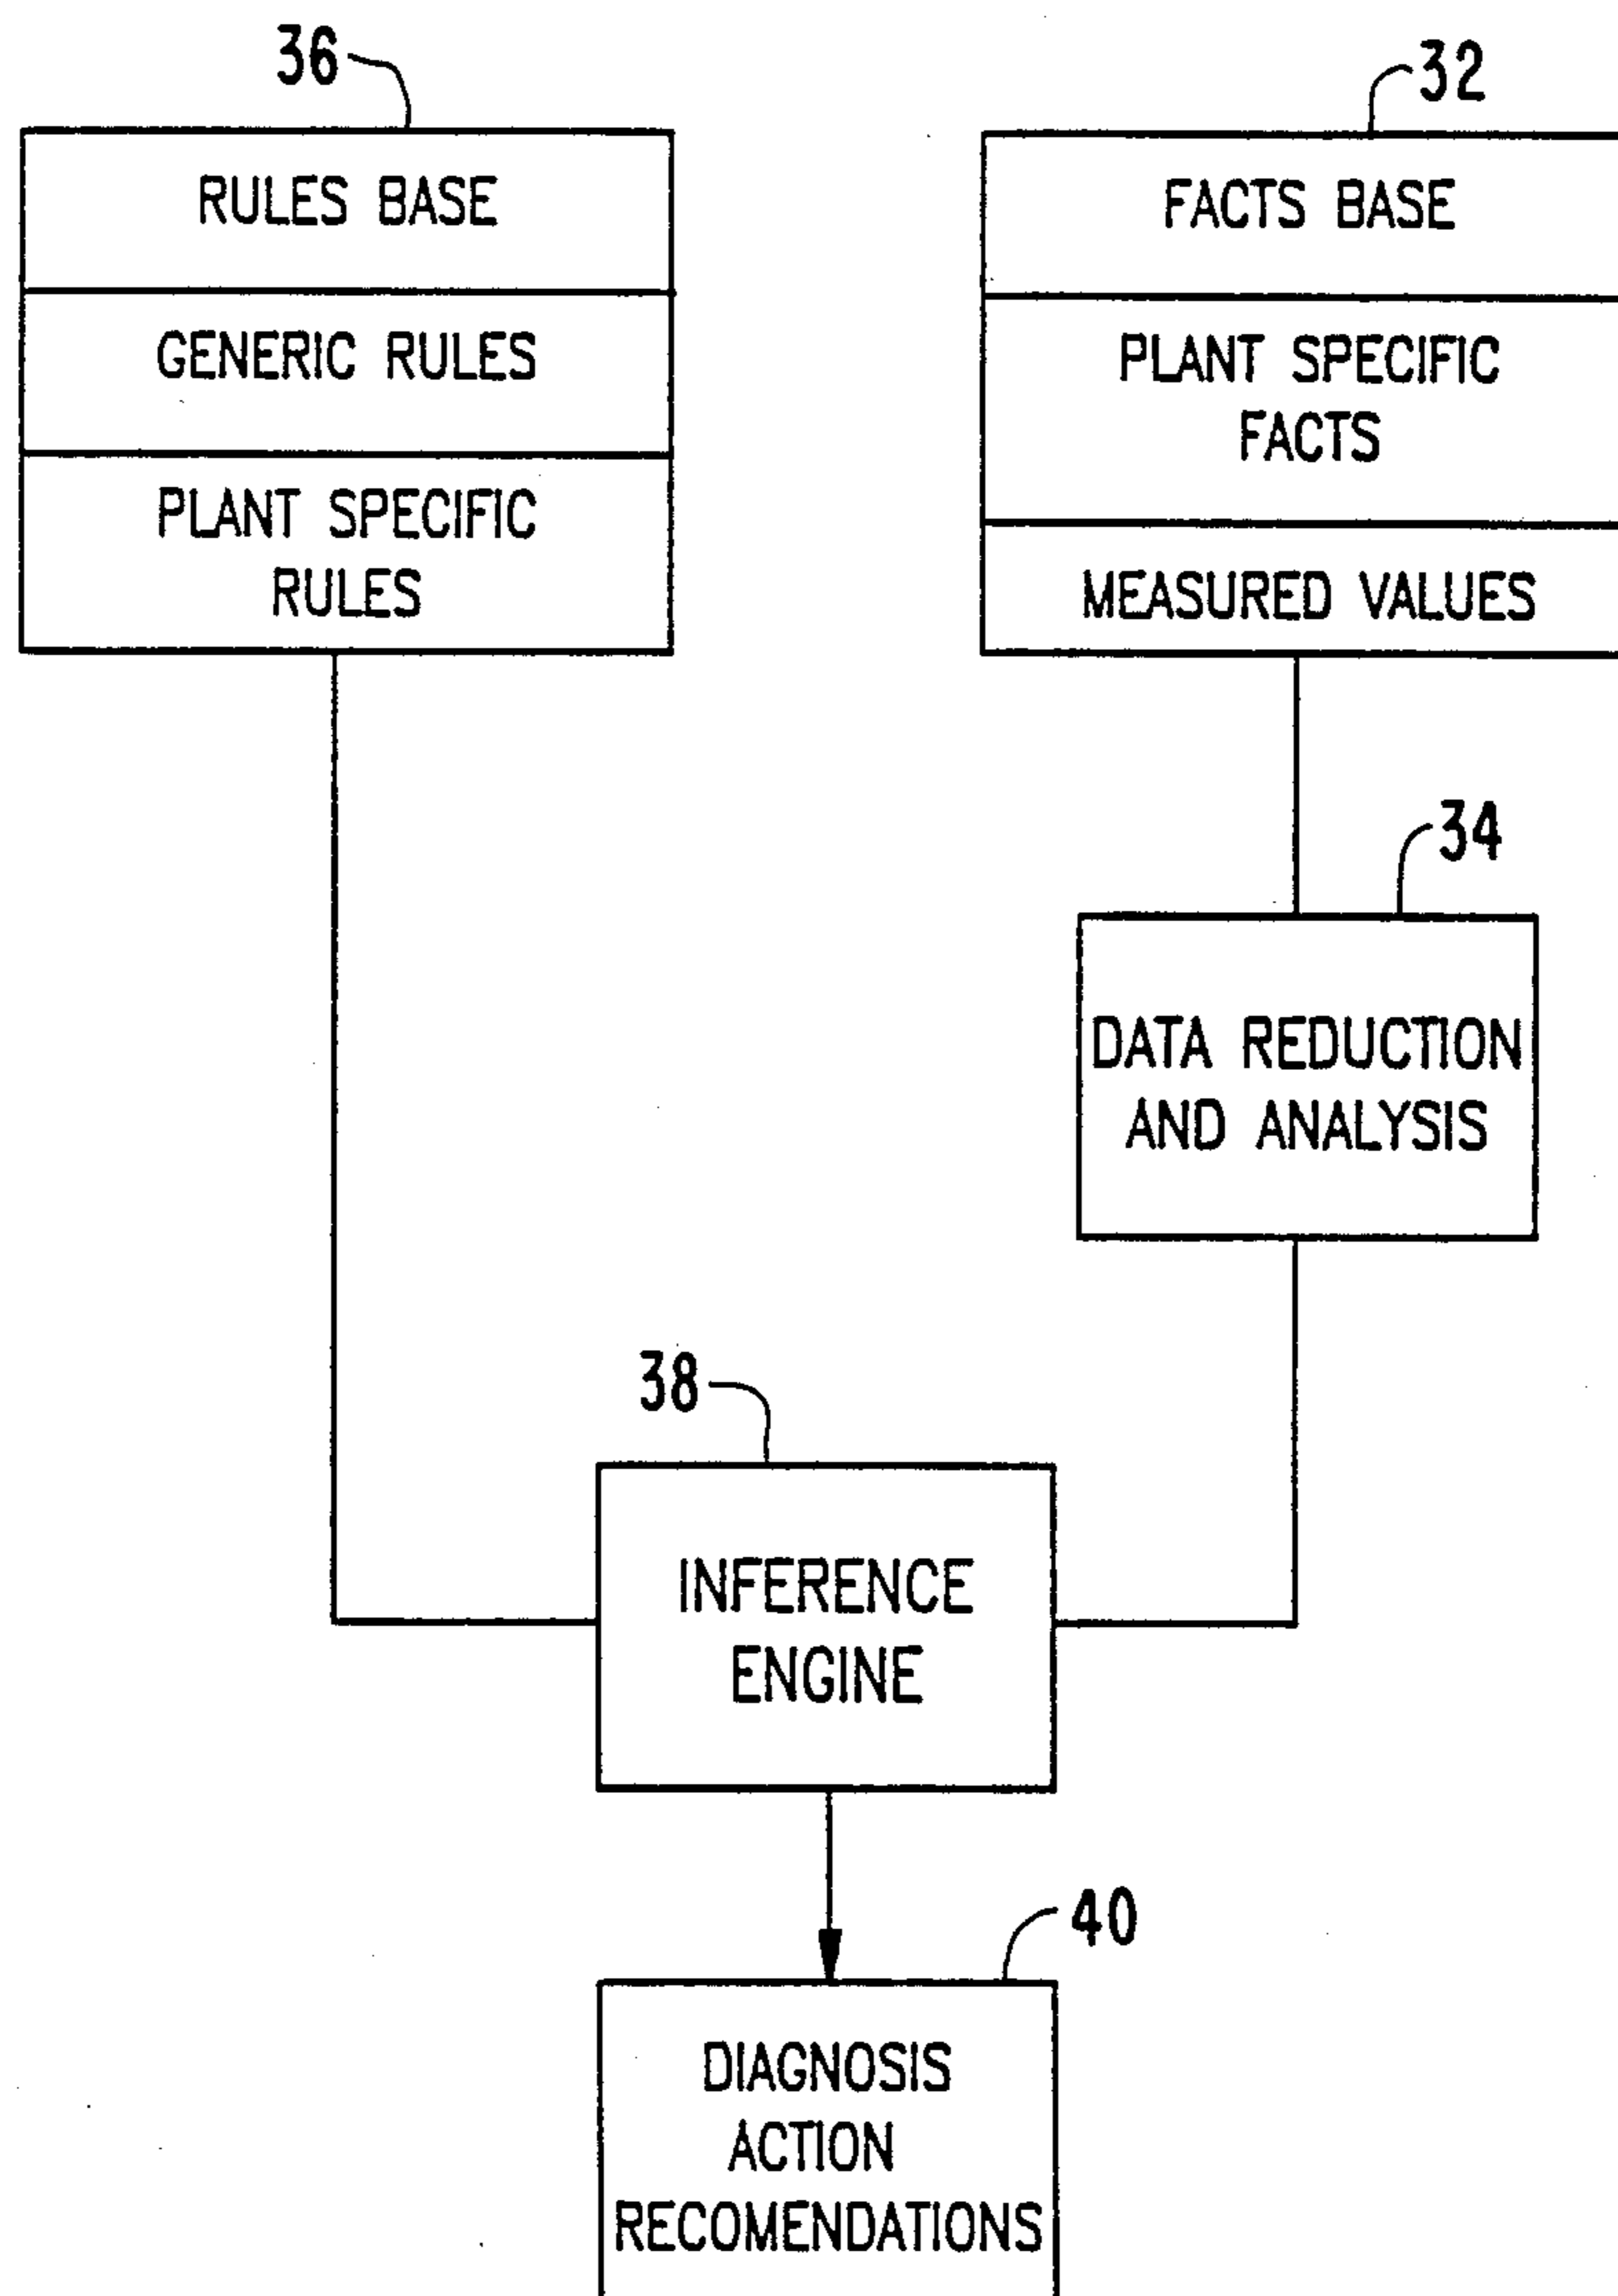 36
RULES BASE
GENERIC RULES
PLANT SPECIFIC
RULES
32
FACTS BASE
PLANT SPECIFIC
FACTS
MEASURED VALUES
34
DATA REDUCTION
AND ANALYSIS
38
INFERENCE
ENGINE
40
DIAGNOSIS
ACTION
RECOMENDATIONS